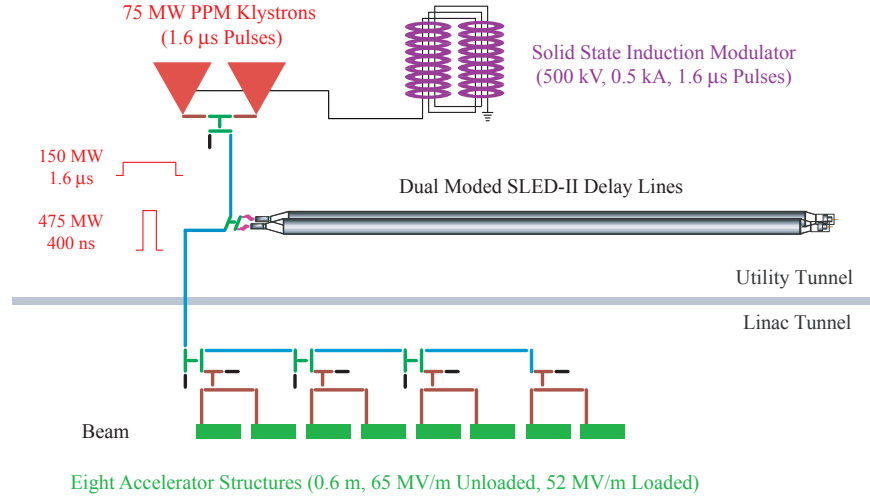 75 MW PPM Klystrons
(1.6 µs Pulses)
Solid State Induction Modulator
(500 kV, 0.5 kA, 1.6 µs Pulses)
150 MW
1.6 µs
Dual Moded SLED-II Delay Lines
475 MW
400 ns
Utility Tunnel
Linac Tunnel
Beam
Eight Accelerator Structures (0.6 m, 65 MV/m Unloaded, 52 MV/m Loaded)